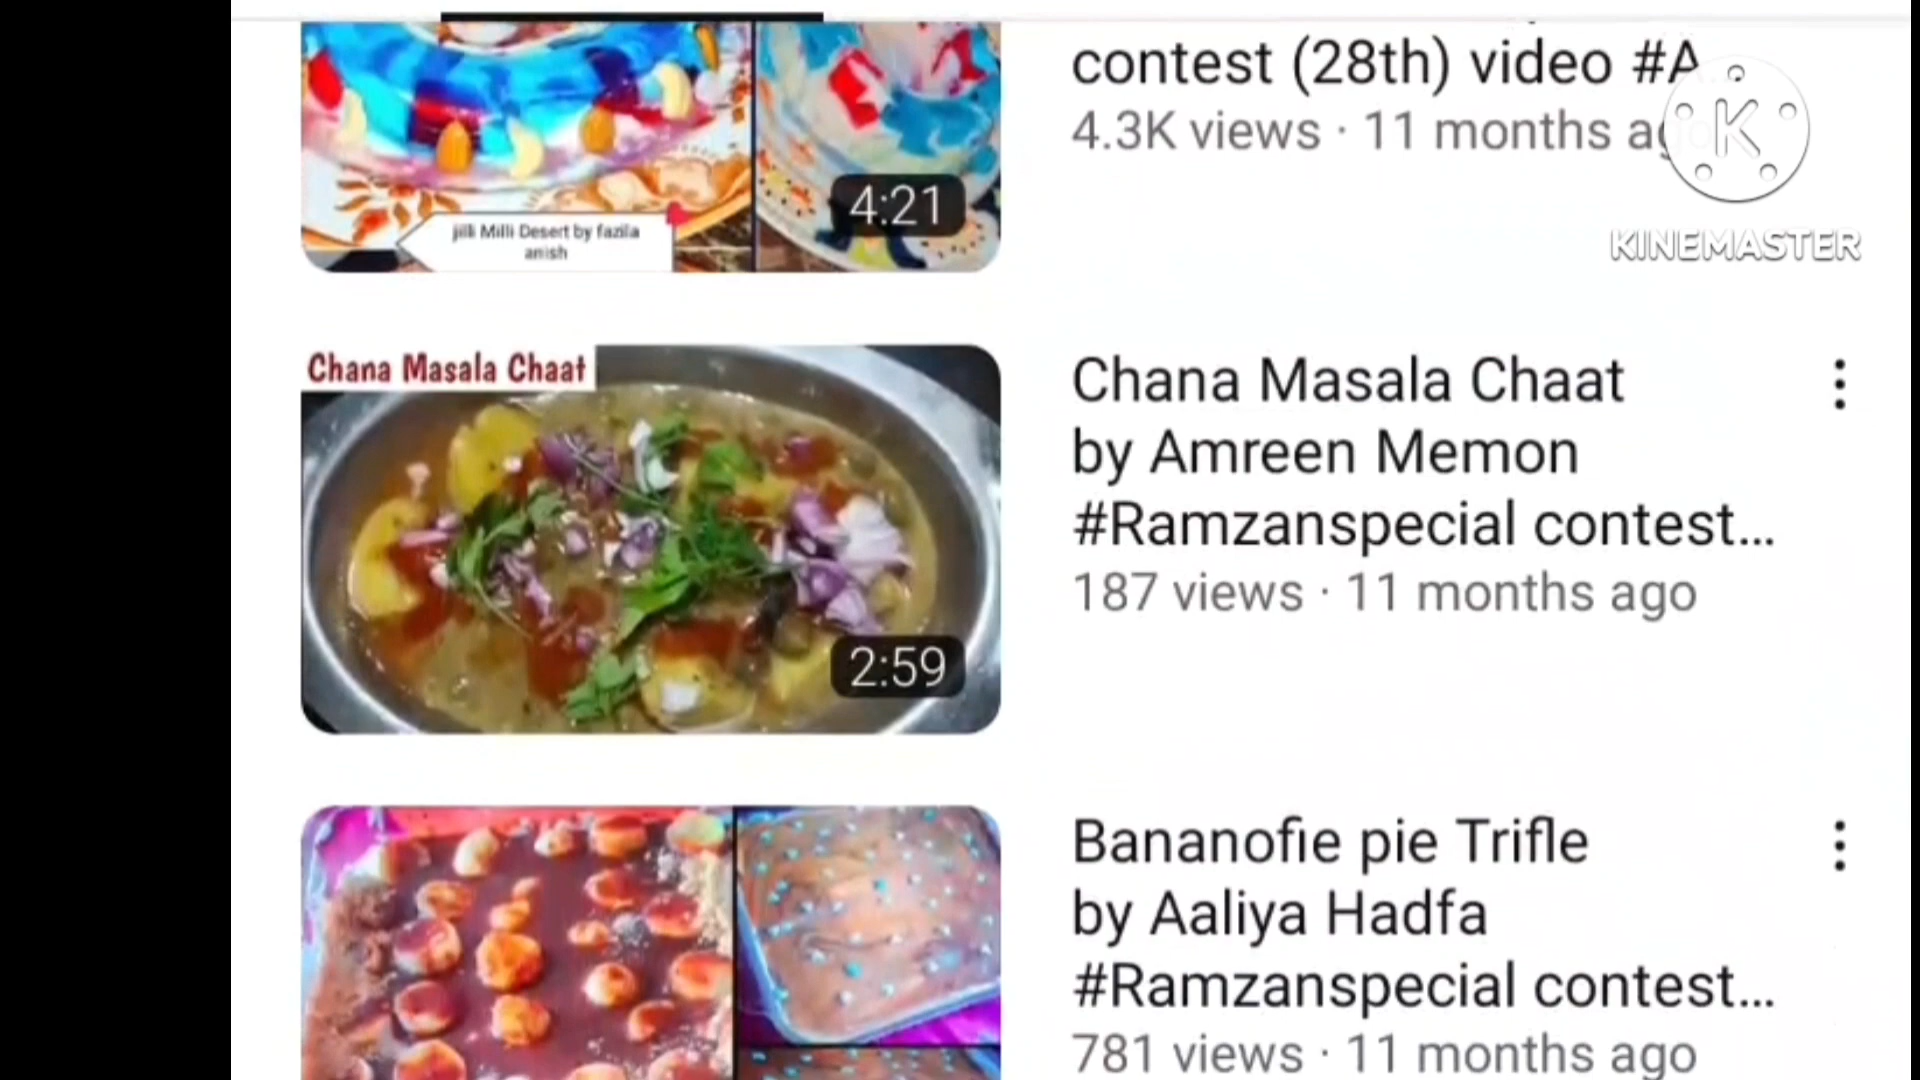 contest (28th) video #A...
4.3K views · 11 months ago
K
KINEMASTER
4:21
jilli Milli Desert by fazila
anish
Chana Masala Chaat
Chana Masala Chaat
by Amreen Memon
#Ramzanspecial contest...
187 views · 11 months ago
2:59
Bananofie pie Trifle
by Aaliya Hadfa
#Ramzanspecial contest...
781 views · 11 months ago